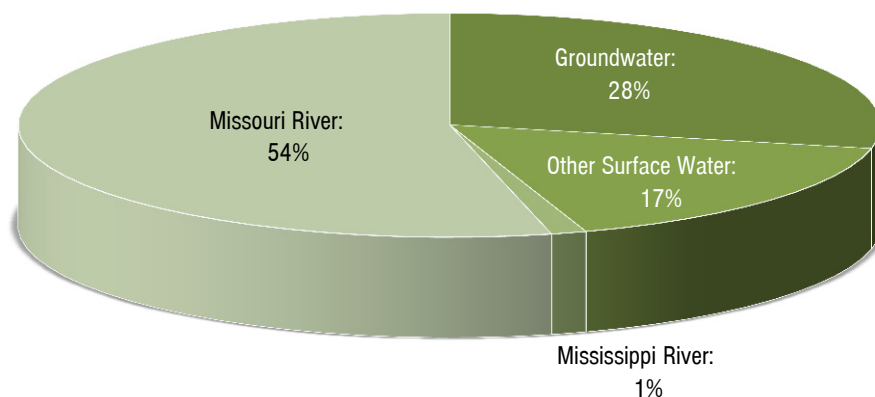 Groundwater:
28%
Missouri River:
54%
Other Surface Water:
17%
Mississippi River:
1%